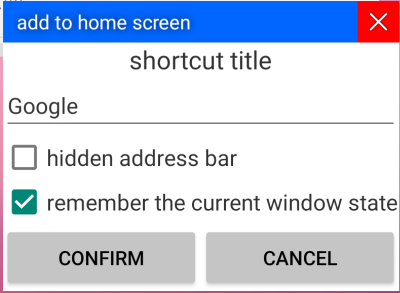 add to home screen
shortcut title
Google
hidden address bar
remember the current window state
CONFIRM
CANCEL